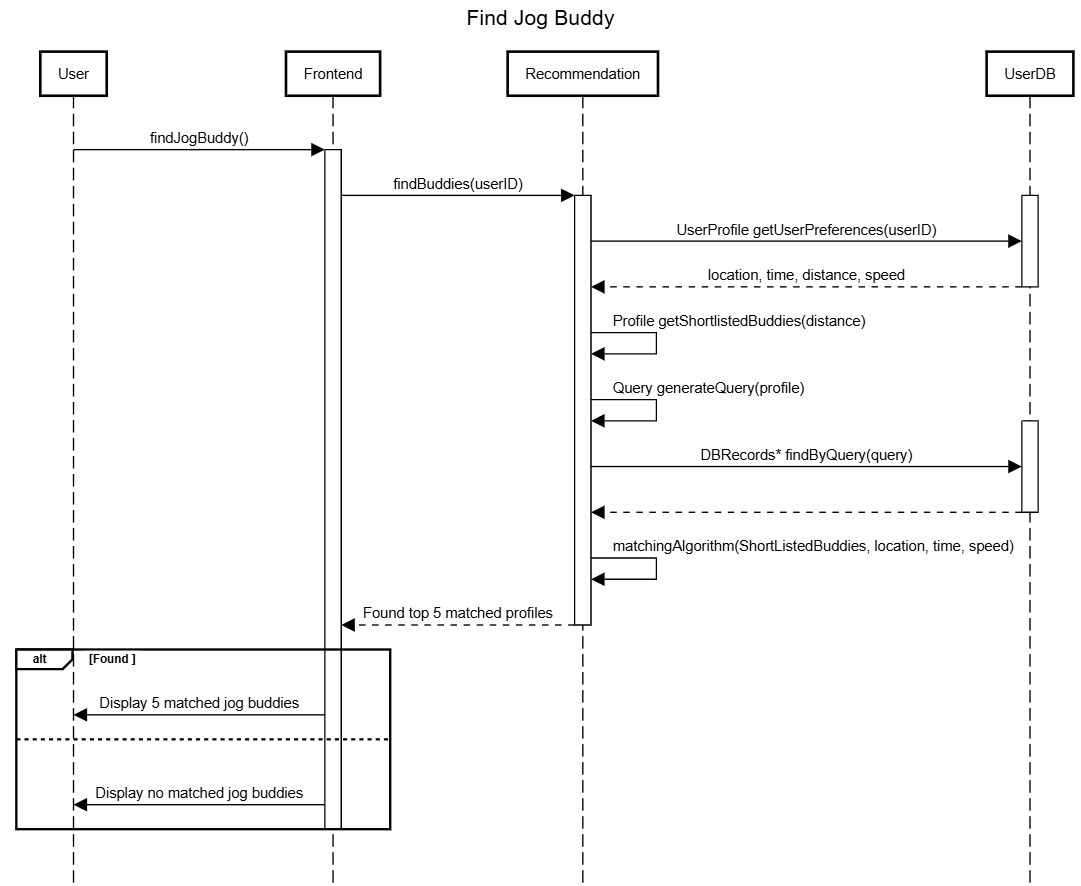 Find Jog Buddy
User
Frontend
Recommendation
UserDB
findJogBuddy()
findBuddies(userID)
UserProfile getUserPreferences(userID)
location, time, distance, speed
Profile getShortlistedBuddies(distance)
Query generateQuery(profile)
DBRecords* findByQuery(query)
matchingAlgorithm(ShortListedBuddies, location, time, speed)
Found top 5 matched profiles
alt
[Found ]
Display 5 matched jog buddies
Display no matched jog buddies